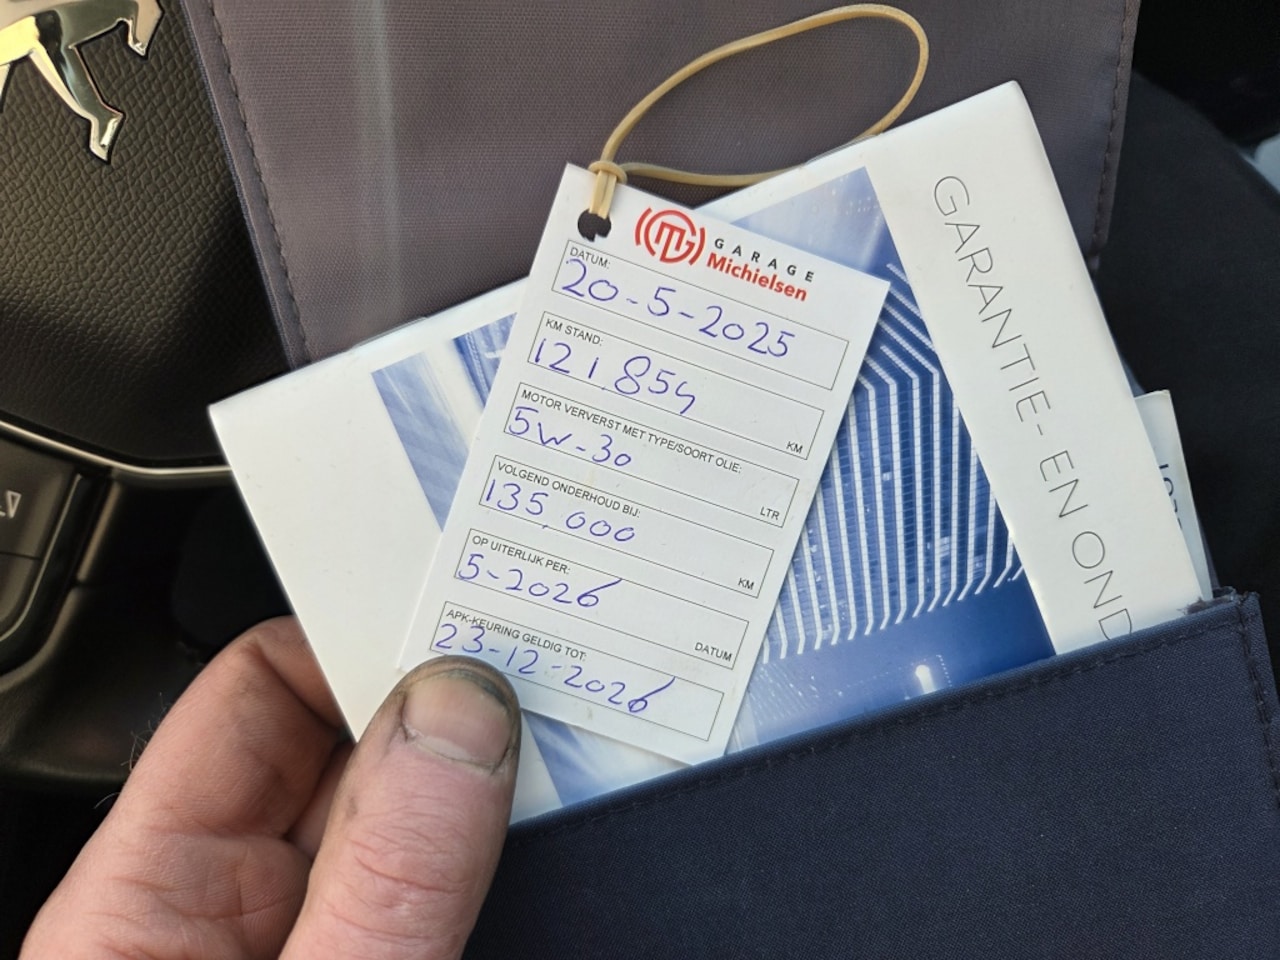 GARAGE
Michielsen
DATUM:
20-5-2025
KM STAND:
121.854
KM
MOTOR VERVERST MET TYPE/SOORT OLIE:
5W-30
LTR
VOLGEND ONDERHOUD BIJ:
135.000
KM
OP UITERLIJK PER:
5-2026
DATUM
APK-KEURING GELDIG TOT:
23-12-2026
GARANTIE- EN OND